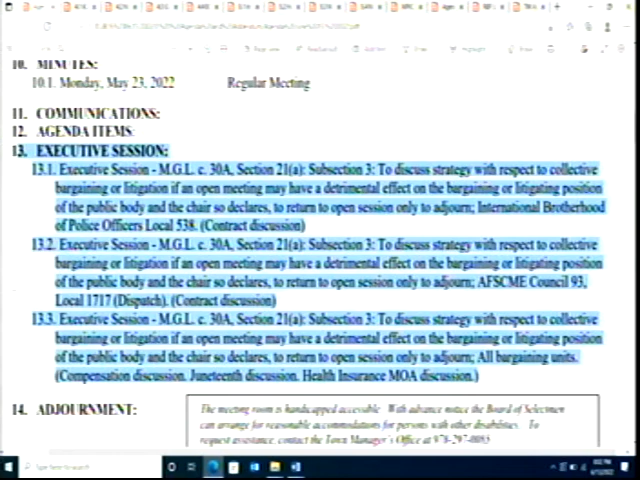 10. MINUTES:
10.1. Monday, May 23, 2022 Regular Meeting
11. COMMUNICATIONS:
12. AGENDA ITEMS:
13. EXECUTIVE SESSION:
13.1. Executive Session - M.G.L. c. 30A, Section 21(a): Subsection 3: To discuss strategy with respect to collective
bargaining or litigation if an open meeting may have a detrimental effect on the bargaining or litigating position
of the public body and the chair so declares, to return to open session only to adjourn; International Brotherhood
of Police Officers Local 538. (Contract discussion)
13.2. Executive Session - M.G.L. c. 30A, Section 21(a): Subsection 3: To discuss strategy with respect to collective
bargaining or litigation if an open meeting may have a detrimental effect on the bargaining or litigating position
of the public body and the chair so declares, to return to open session only to adjourn; AFSCME Council 93,
Local 1717 (Dispatch). (Contract discussion)
13.3. Executive Session - M.G.L. c. 30A, Section 21(a): Subsection 3: To discuss strategy with respect to collective
bargaining or litigation if an open meeting may have a detrimental effect on the bargaining or litigating position
of the public body and the chair so declares, to return to open session only to adjourn; All bargaining units.
(Compensation discussion. Juneteenth discussion. Health Insurance MOA discussion.)
14. ADJOURNMENT:
The meeting room is handicapped accessible. With advance notice the Board of Selectmen
can arrange for reasonable accommodations for persons with other disabilities. To
request assistance, contact the Town Manager's Office at 978-297-0085
Type here to search